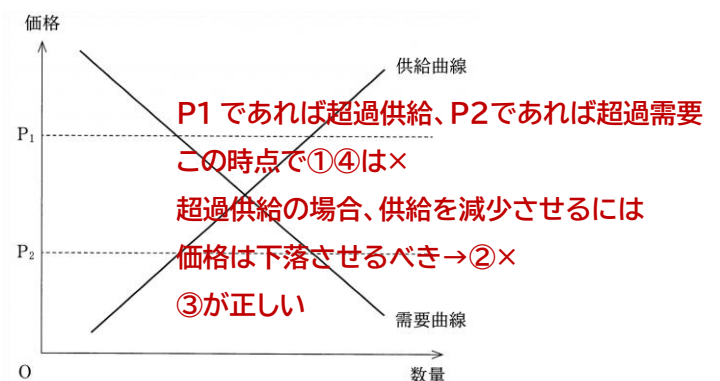 価格
供給曲線
P1 であれば超過供給、P2であれば超過需要
P₁
この時点で①④は×
超過供給の場合、供給を減少させるには
P₂
価格は下落させるべき→②×
③が正しい
需要曲線
O
数量